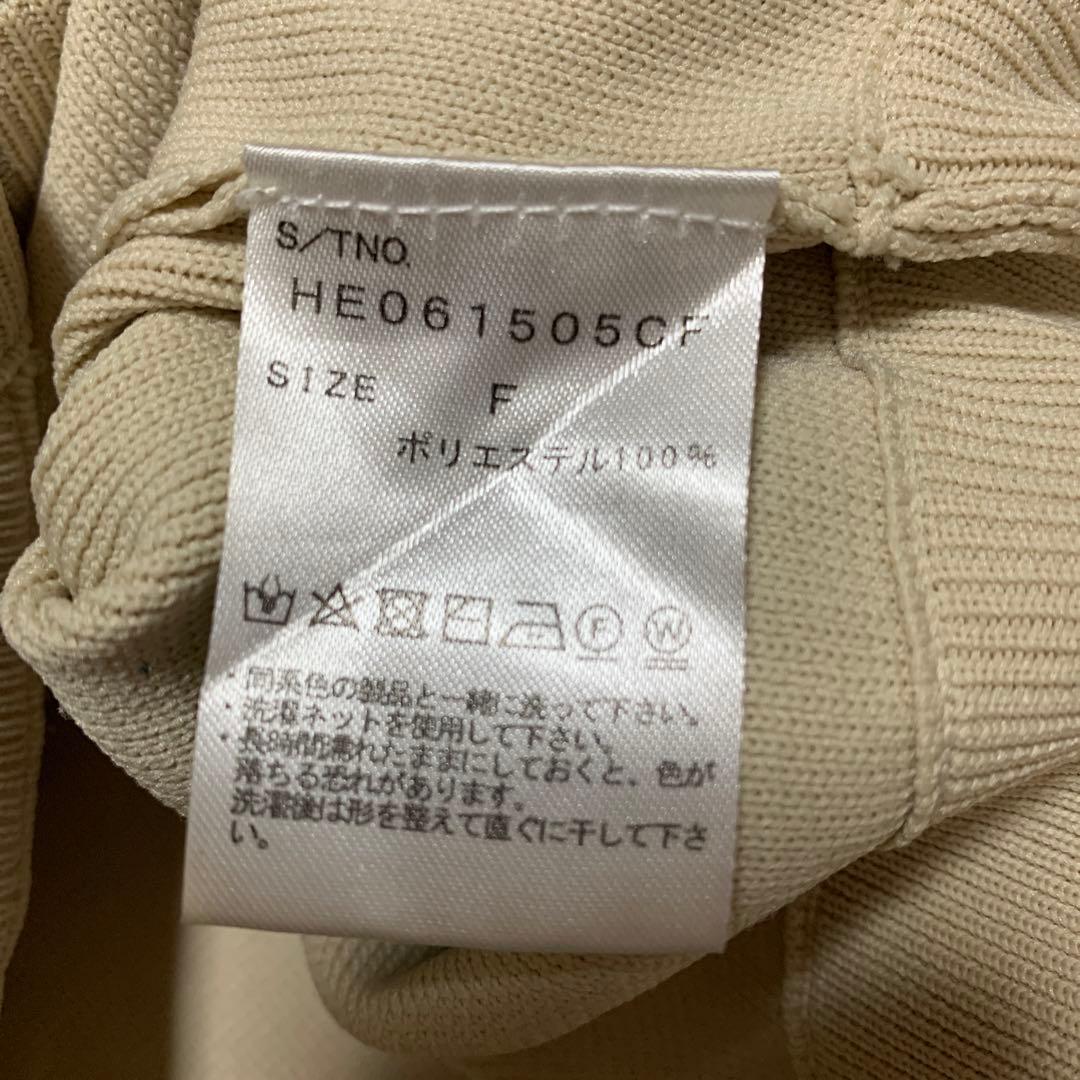 S/TNO.
HE061505CF
SIZE F
ポリエステル100%
F W
・同系色の製品と一緒に洗って下さい。
・洗濯ネットを使用して下さい。
・長時間濡れたままにしておくと、色が
落ちる恐れがあります。
洗濯後は形を整えて直ぐに干して下さ
い。